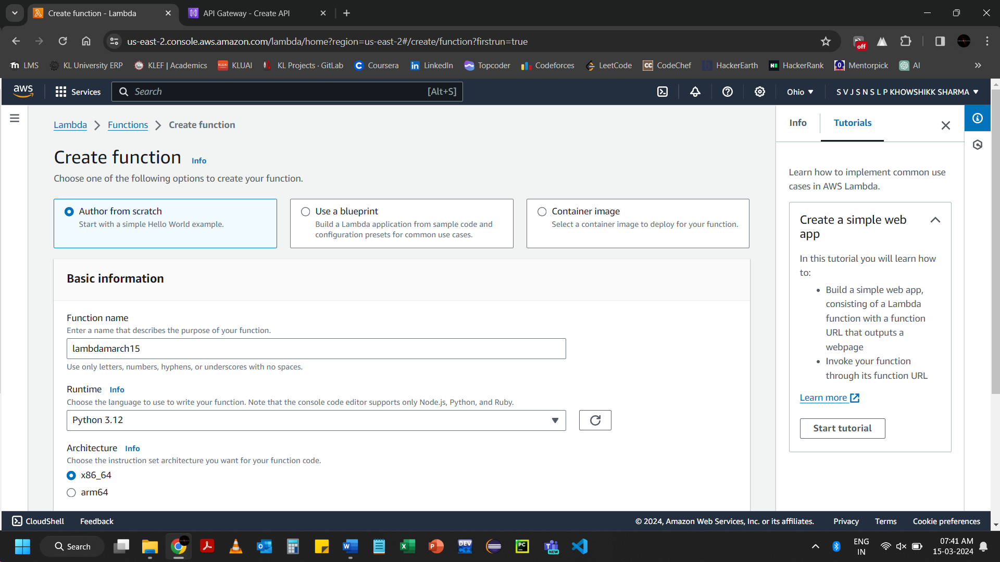 Create function - Lambda
API Gateway - Create API
us-east-2.console.aws.amazon.com/lambda/home?region=us-east-2#/create/function?firstrun=true
off
LMS
KL University ERP
KLEF | Academics
KLUAI
KL Projects · GitLab
Coursera
LinkedIn
Topcoder
Codeforces
LeetCode
CodeChef
HackerEarth
HackerRank
Mentorpick
AI
aws
Services
Search
[Alt+S]
Ohio
S V J S N S L P KHOWSHIKK SHARMA
Lambda
Functions
Create function
Create function Info
Choose one of the following options to create your function.
Author from scratch
Start with a simple Hello World example.
Use a blueprint
Build a Lambda application from sample code and
configuration presets for common use cases.
Container image
Select a container image to deploy for your function.
Basic information
Function name
Enter a name that describes the purpose of your function.
lambdamarch15
Use only letters, numbers, hyphens, or underscores with no spaces.
Runtime Info
Choose the language to use to write your function. Note that the console code editor supports only Node.js, Python, and Ruby.
Python 3.12
Architecture Info
Choose the instruction set architecture you want for your function code.
x86_64
arm64
Info
Tutorials
Learn how to implement common use
cases in AWS Lambda.
Create a simple web
app
In this tutorial you will learn how
to:
• Build a simple web app,
consisting of a Lambda
function with a function
URL that outputs a
webpage
• Invoke your function
through its function URL
Learn more
Start tutorial
CloudShell
Feedback
© 2024, Amazon Web Services, Inc. or its affiliates.
Privacy
Terms
Cookie preferences
Search
DEV
PC
NEW
ENG
IN
07:41 AM
15-03-2024